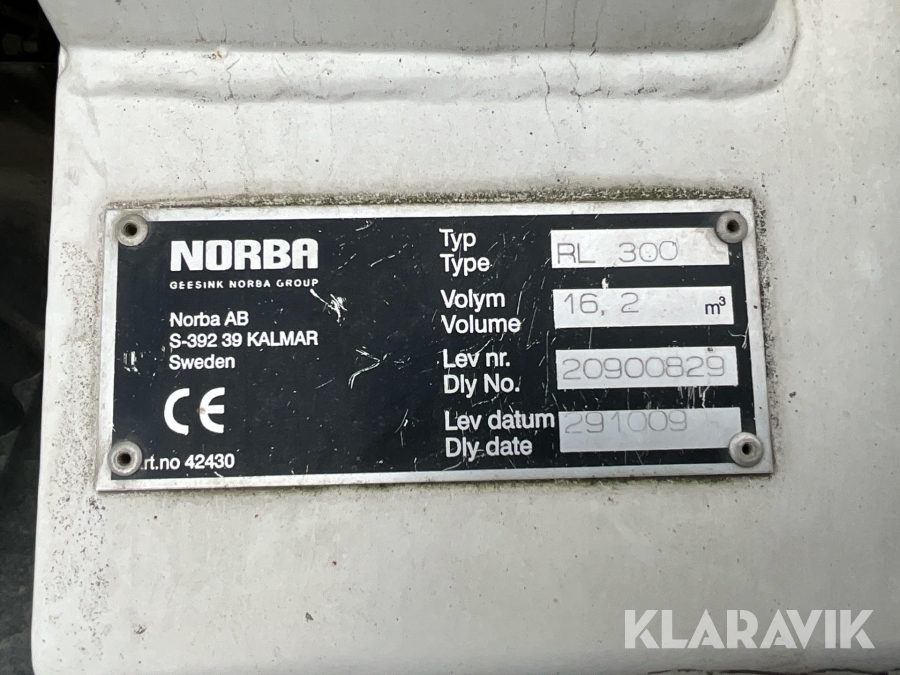 NORBA
GEESINK NORBA GROUP
Norba AB
S-392 39 KALMAR
Sweden
CE
rt.no 42430
Typ
Type
RL 300
Volym
Volume
16,2 m³
Lev nr.
Dly No.
20900829
Lev datum
Dly date
291009
KLARAVIK